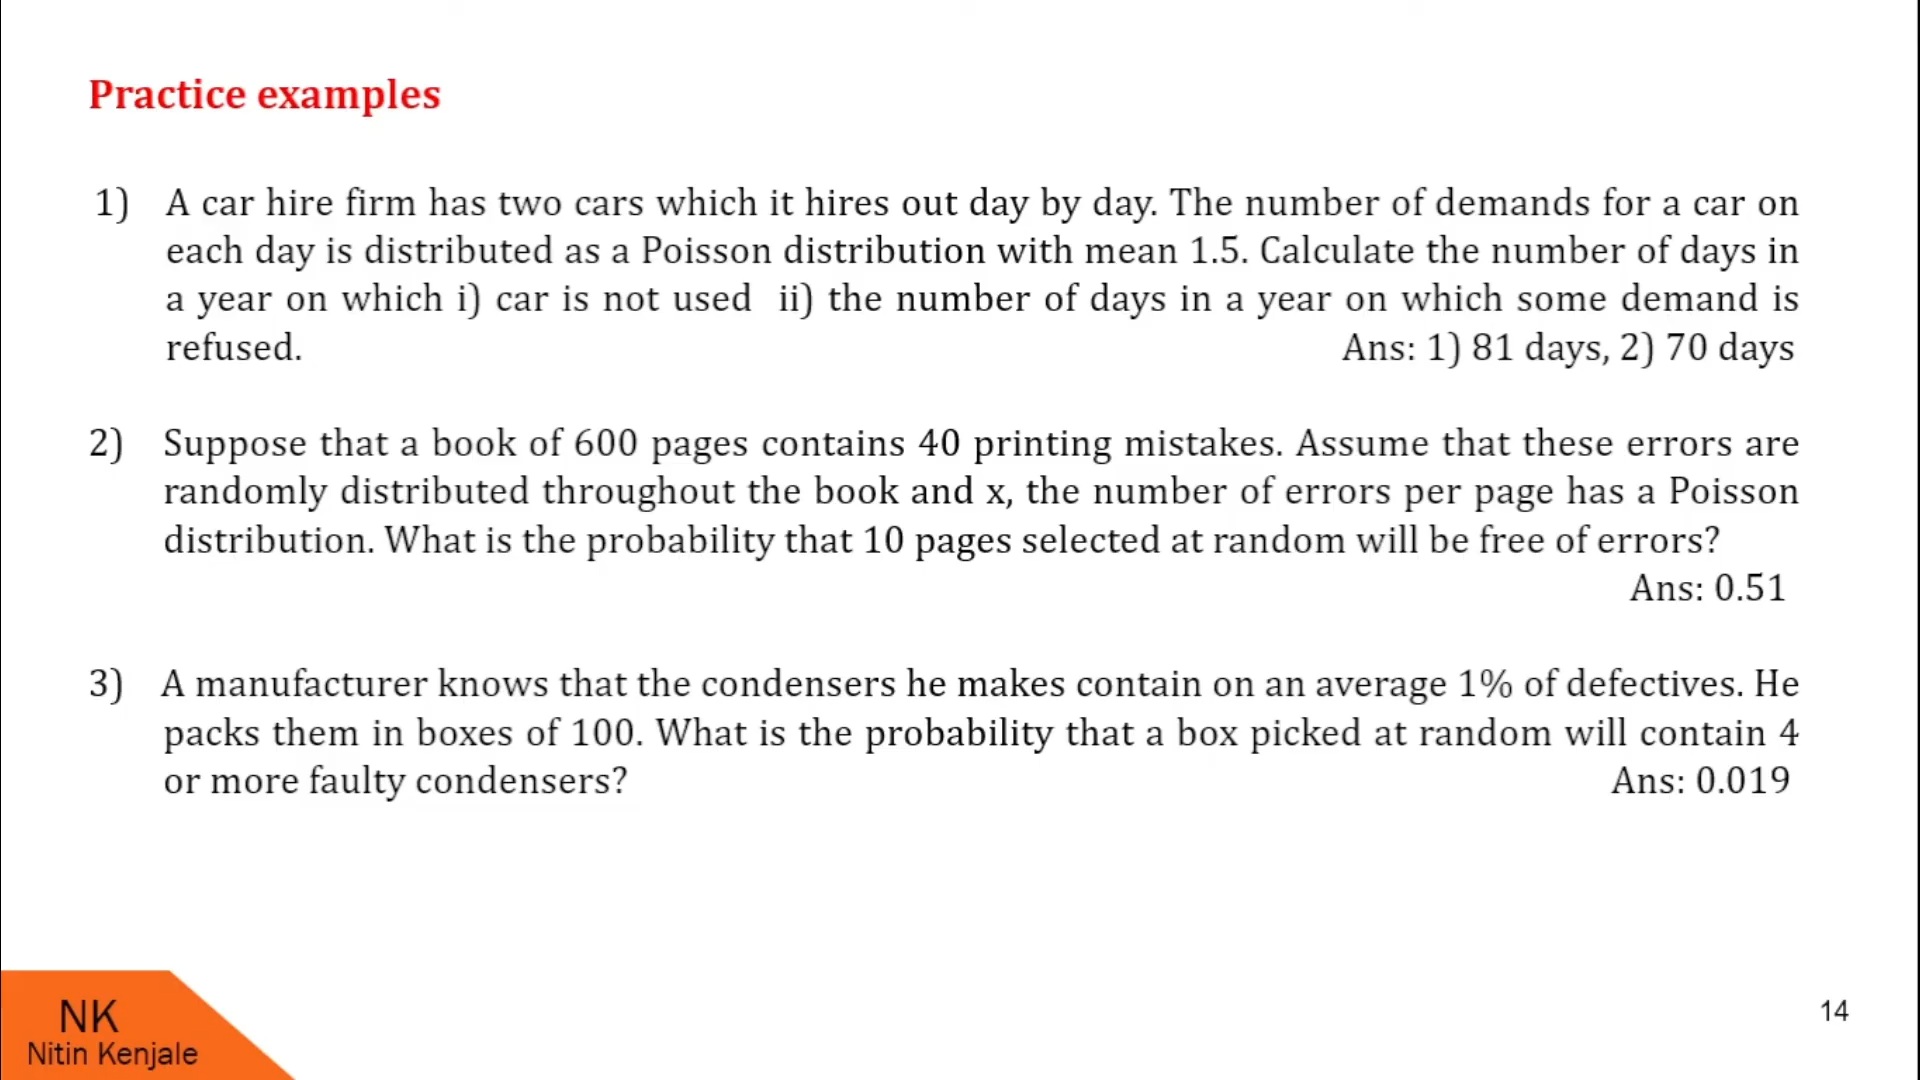 Practice examples
1) A car hire firm has two cars which it hires out day by day. The number of demands for a car on
each day is distributed as a Poisson distribution with mean 1.5. Calculate the number of days in
a year on which i) car is not used ii) the number of days in a year on which some demand is
refused. Ans: 1) 81 days, 2) 70 days
2) Suppose that a book of 600 pages contains 40 printing mistakes. Assume that these errors are
randomly distributed throughout the book and x, the number of errors per page has a Poisson
distribution. What is the probability that 10 pages selected at random will be free of errors?
Ans: 0.51
3) A manufacturer knows that the condensers he makes contain on an average 1% of defectives. He
packs them in boxes of 100. What is the probability that a box picked at random will contain 4
or more faulty condensers? Ans: 0.019
NK
Nitin Kenjale
14